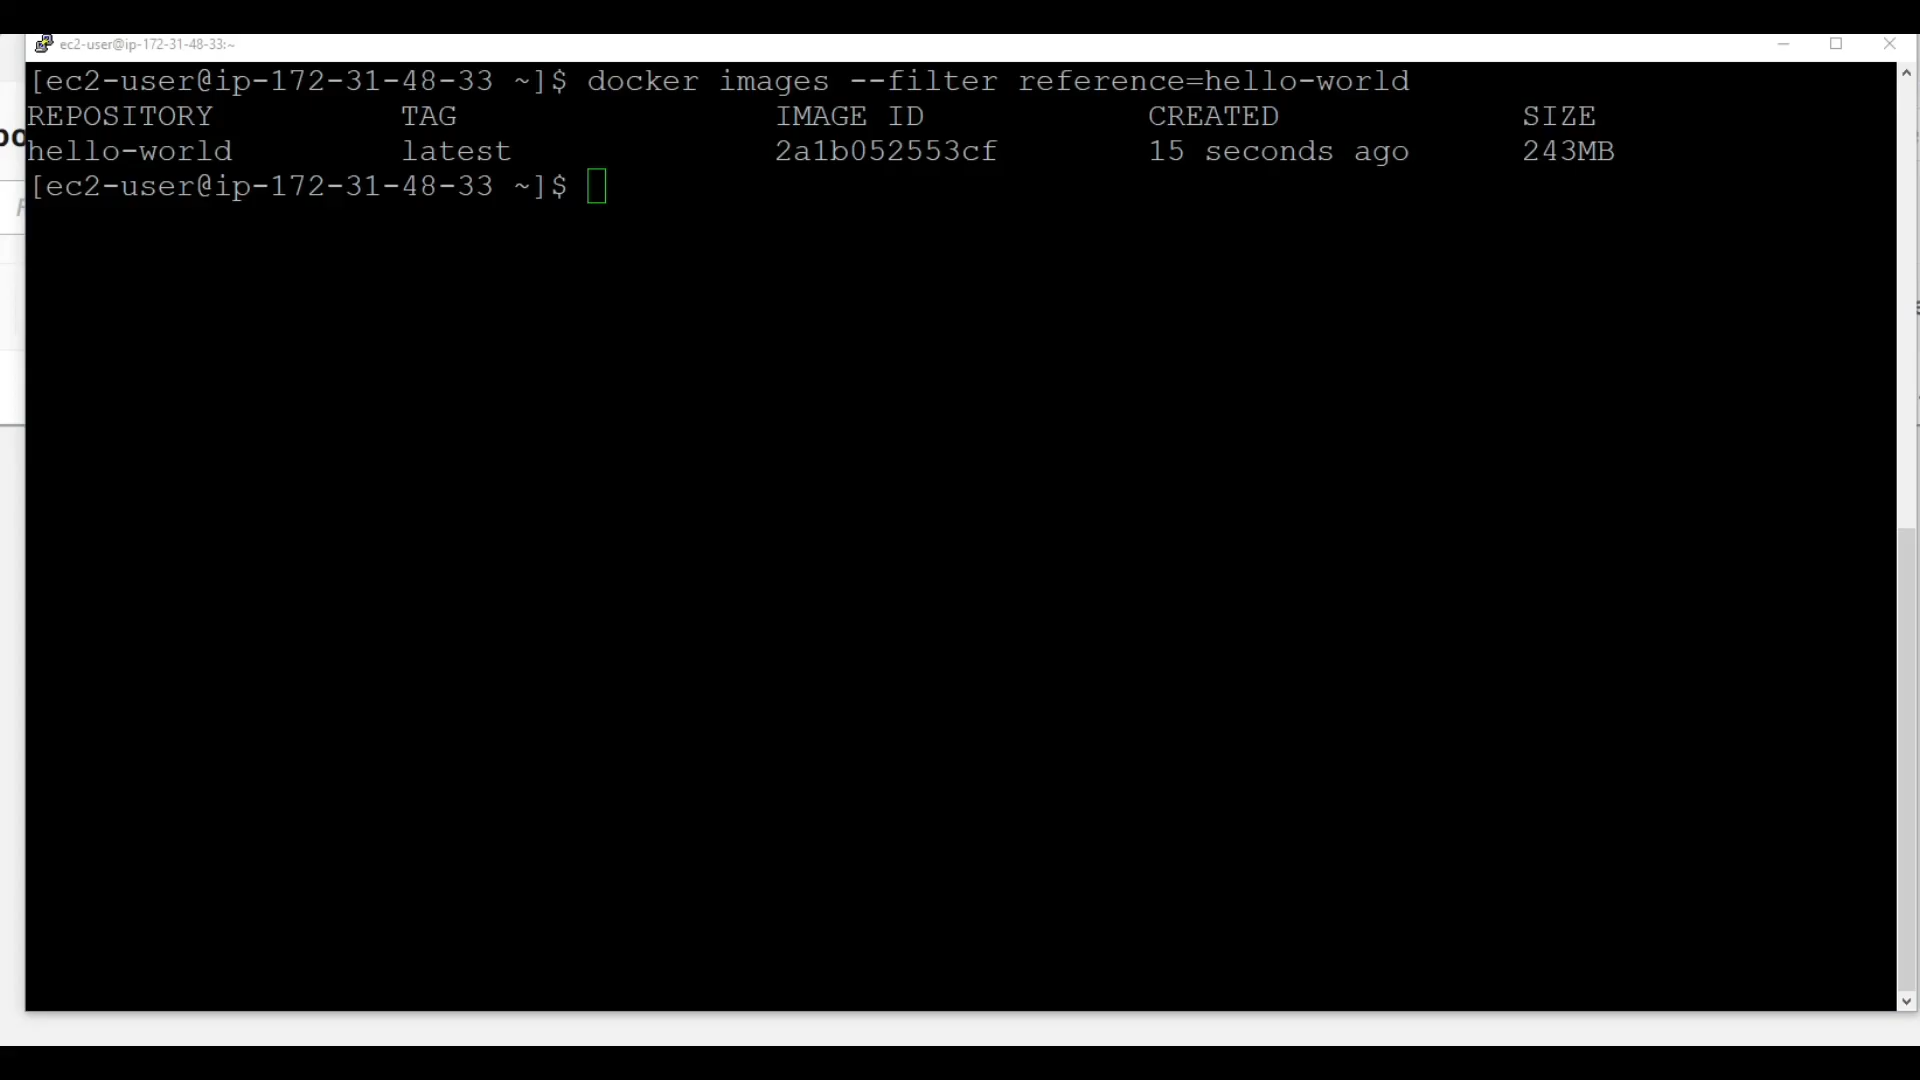 ec2-user@ip-172-31-48-33:~
[ec2-user@ip-172-31-48-33 ~]$ docker images --filter reference=hello-world
REPOSITORY TAG IMAGE ID CREATED SIZE
hello-world latest 2a1b052553cf 15 seconds ago 243MB
[ec2-user@ip-172-31-48-33 ~]$